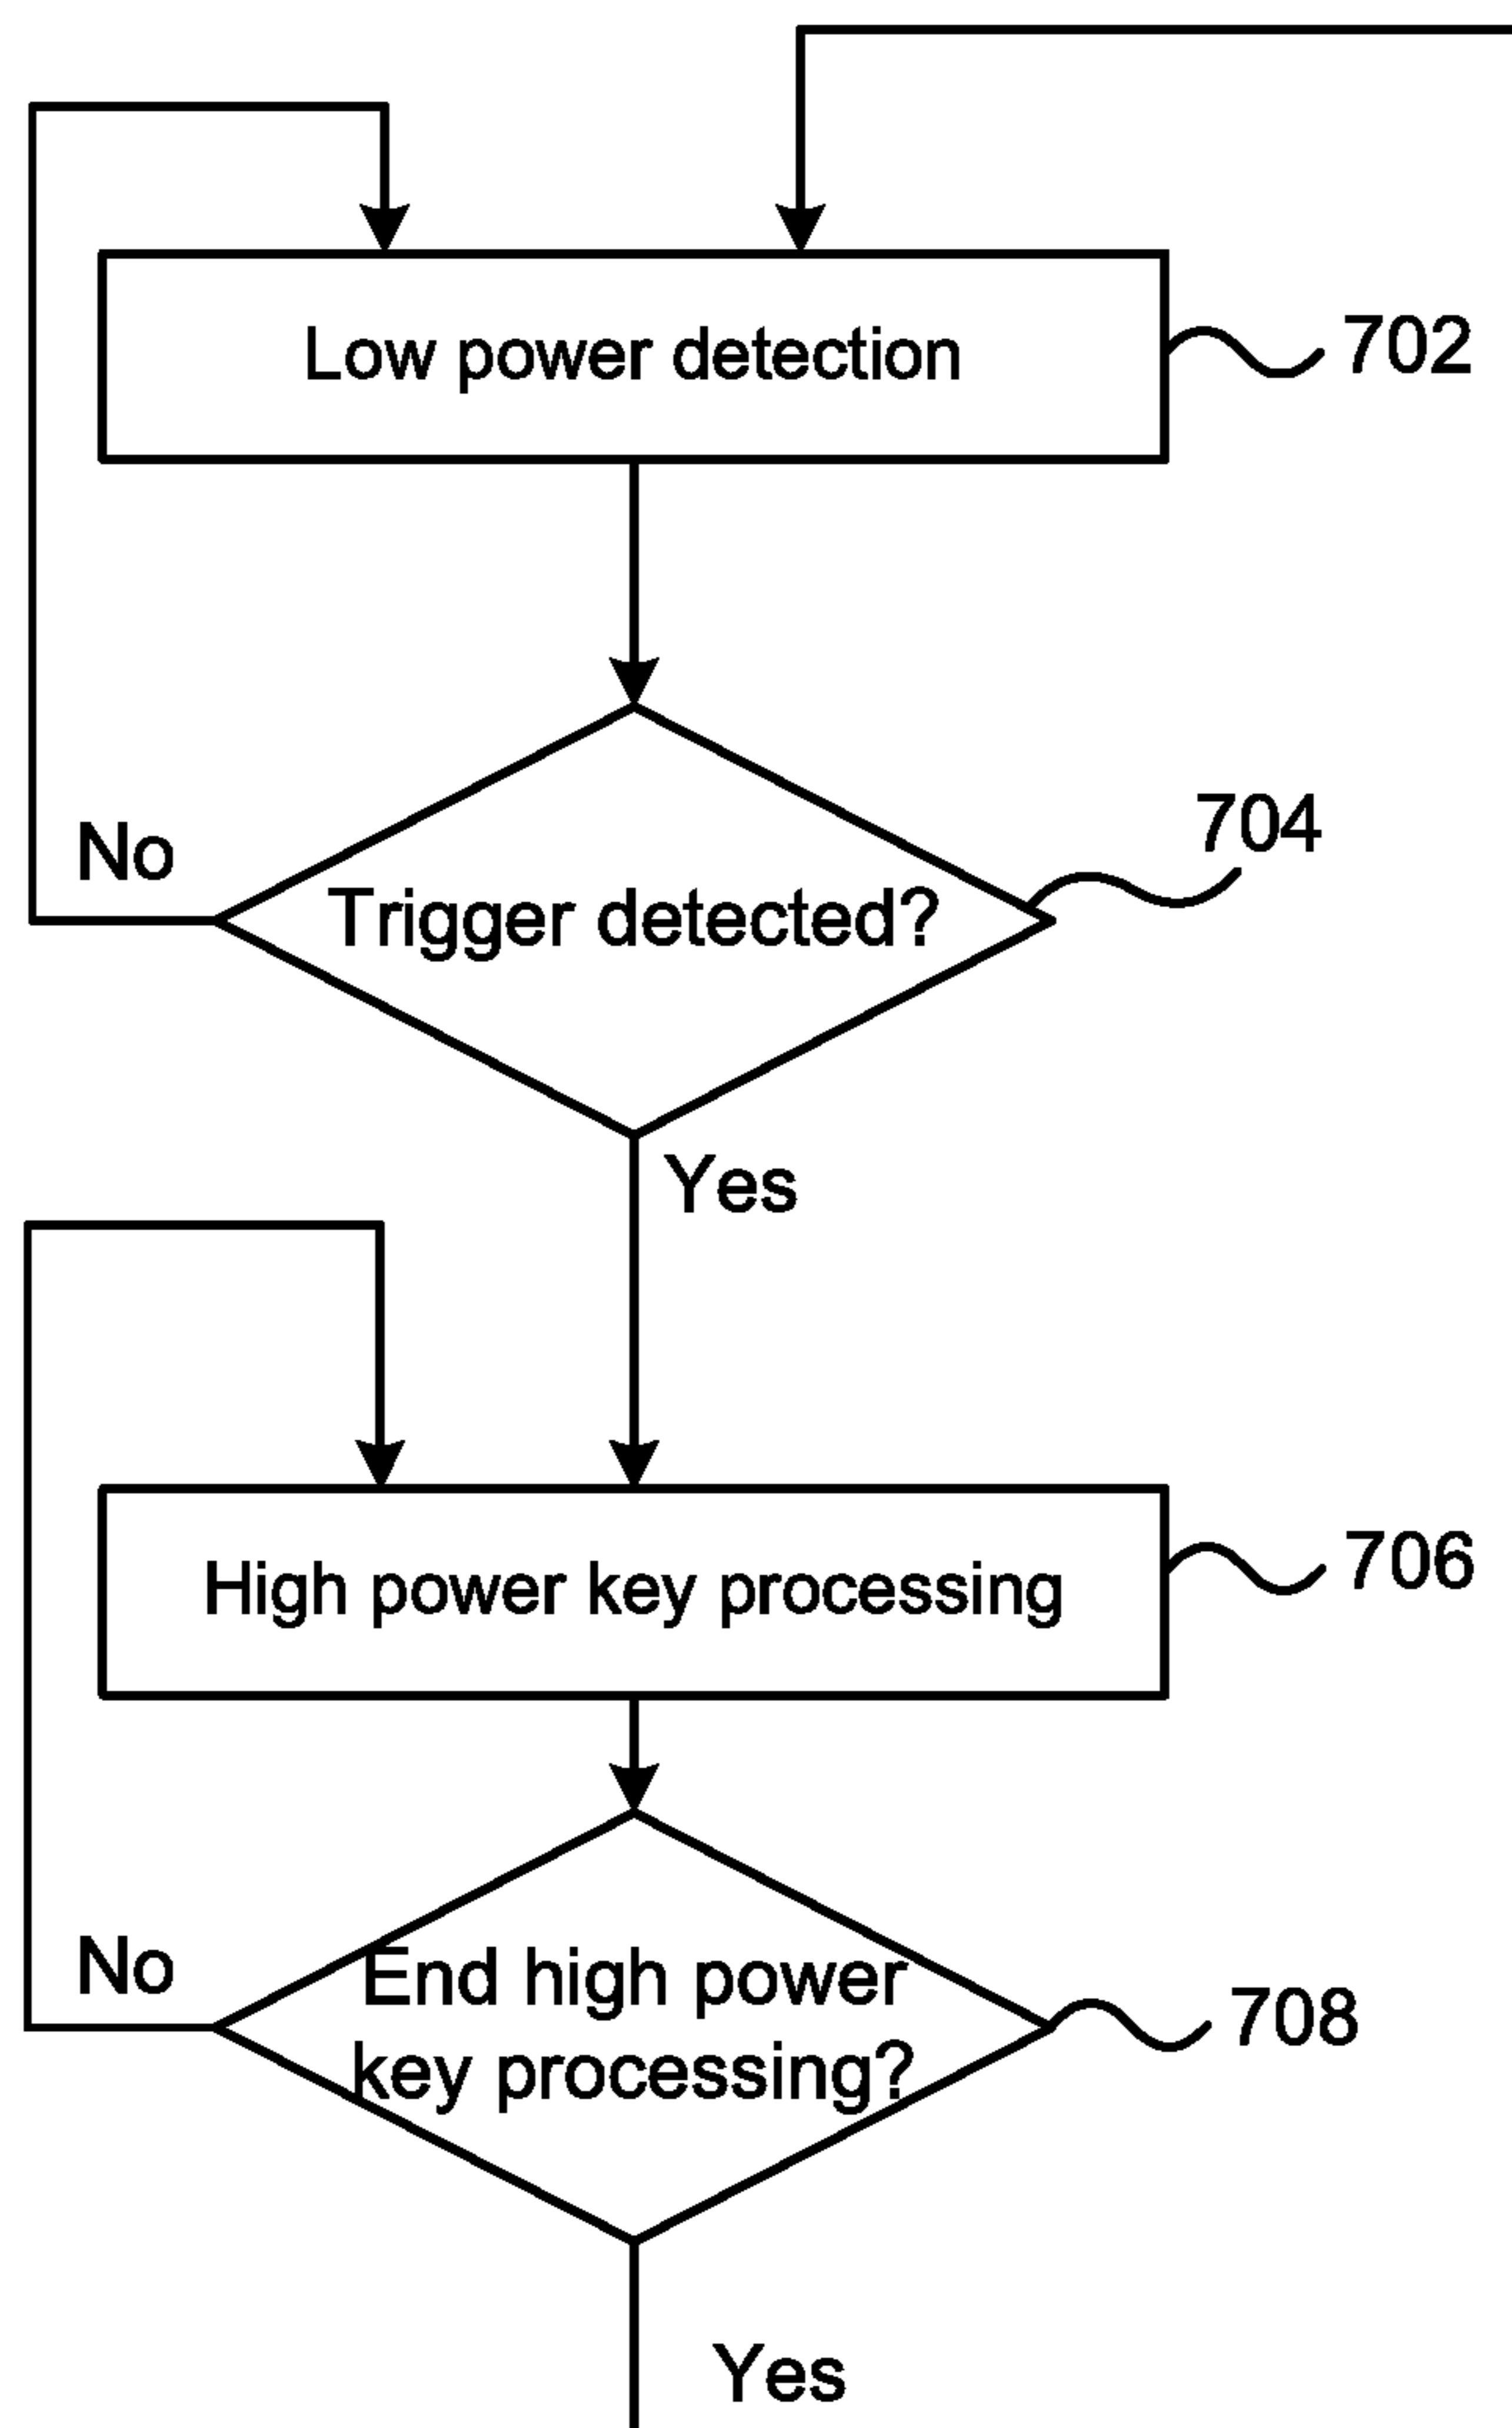 Low power detection
702
704
No
Trigger detected?
Yes
High power key processing
706
No
End high power
key processing?
708
Yes